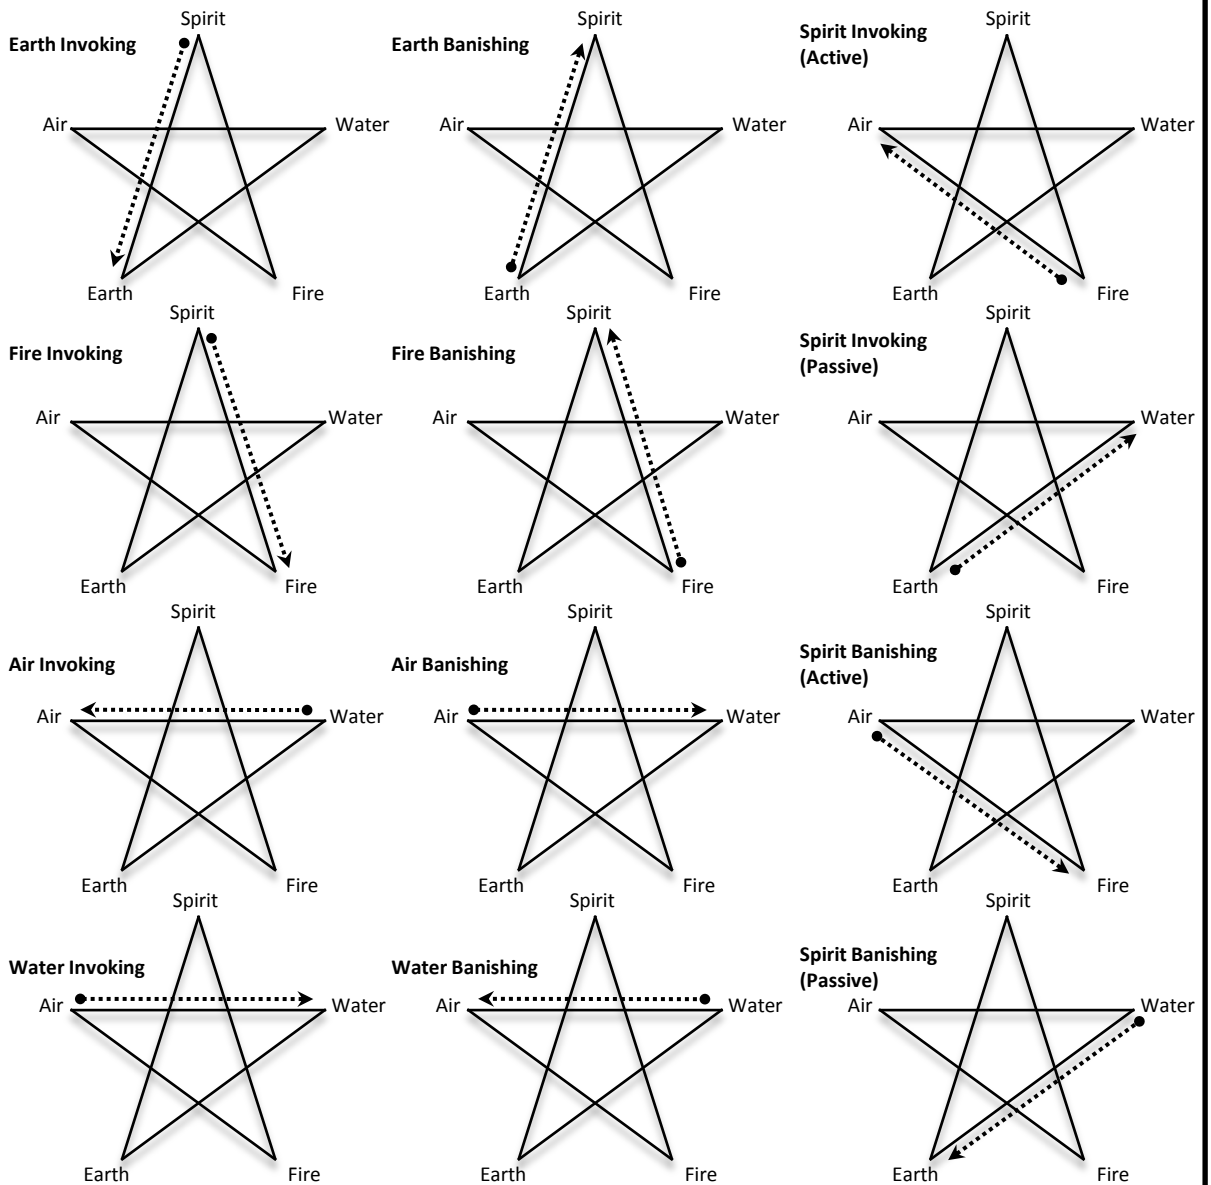 Spirit
Earth Invoking
Air
Water
Earth
Fire
Spirit
Earth Banishing
Air
Water
Earth
Fire
Spirit
Spirit Invoking
(Active)
Air
Water
Earth
Fire
Spirit
Fire Invoking
Air
Water
Earth
Fire
Spirit
Fire Banishing
Air
Water
Earth
Fire
Spirit
Spirit Invoking
(Passive)
Air
Water
Earth
Fire
Spirit
Air Invoking
Air
Water
Earth
Fire
Spirit
Air Banishing
Air
Water
Earth
Fire
Spirit
Spirit Banishing
(Active)
Air
Water
Earth
Fire
Spirit
Water Invoking
Air
Water
Earth
Fire
Spirit
Water Banishing
Air
Water
Earth
Fire
Spirit
Spirit Banishing
(Passive)
Air
Water
Earth
Fire